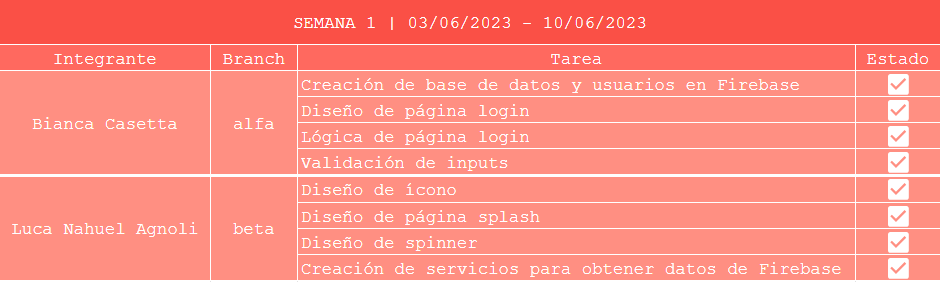 SEMANA 1 | 03/06/2023 - 10/06/2023
Integrante Branch Tarea Estado
Bianca Casetta alfa
Creación de base de datos y usuarios en Firebase
Diseño de página login
Lógica de página login
Validación de inputs
Luca Nahuel Agnoli beta
Diseño de ícono
Diseño de página splash
Diseño de spinner
Creación de servicios para obtener datos de Firebase